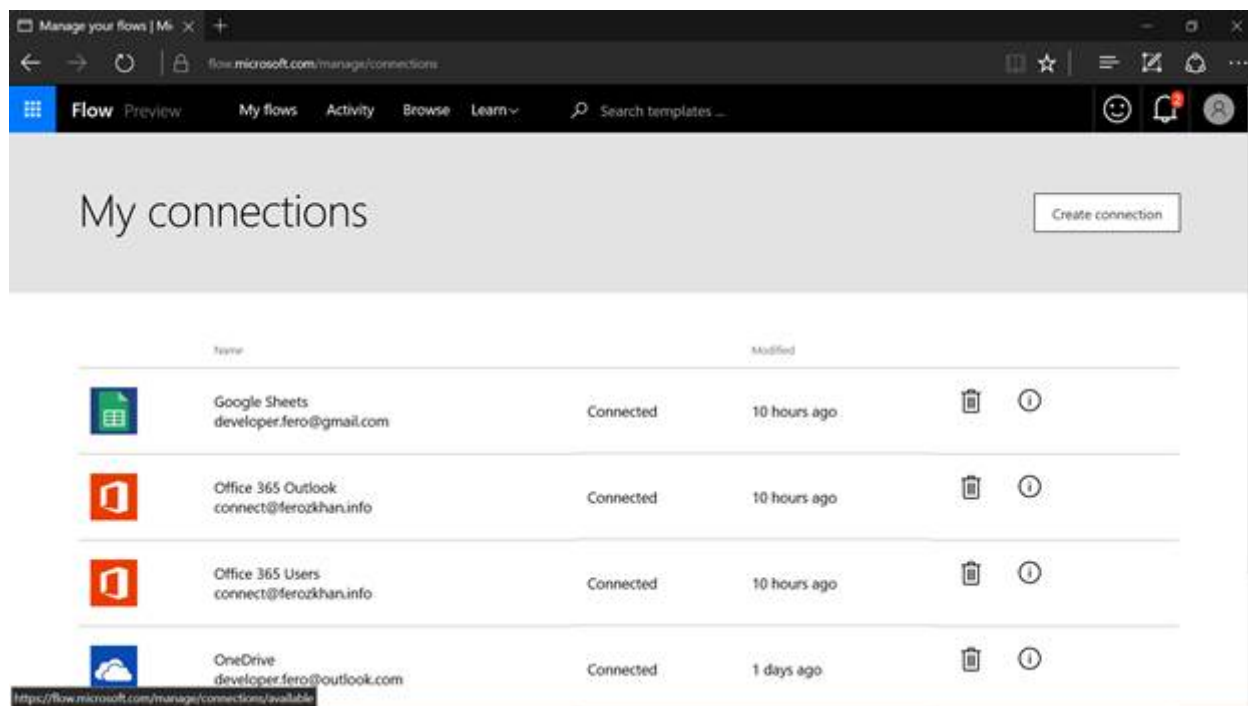 Manage your flows | Mi
flow.microsoft.com/manage/connections
Flow Preview My flows Activity Browse Learn Search templates ... 2
My connections
Create connection
Name Modified
Google Sheets
developer.fero@gmail.com
Connected 10 hours ago
Office 365 Outlook
connect@ferozkhan.info
Connected 10 hours ago
Office 365 Users
connect@ferozkhan.info
Connected 10 hours ago
OneDrive
developer.fero@outlook.com
Connected 1 days ago
https://flow.microsoft.com/manage/connections/available